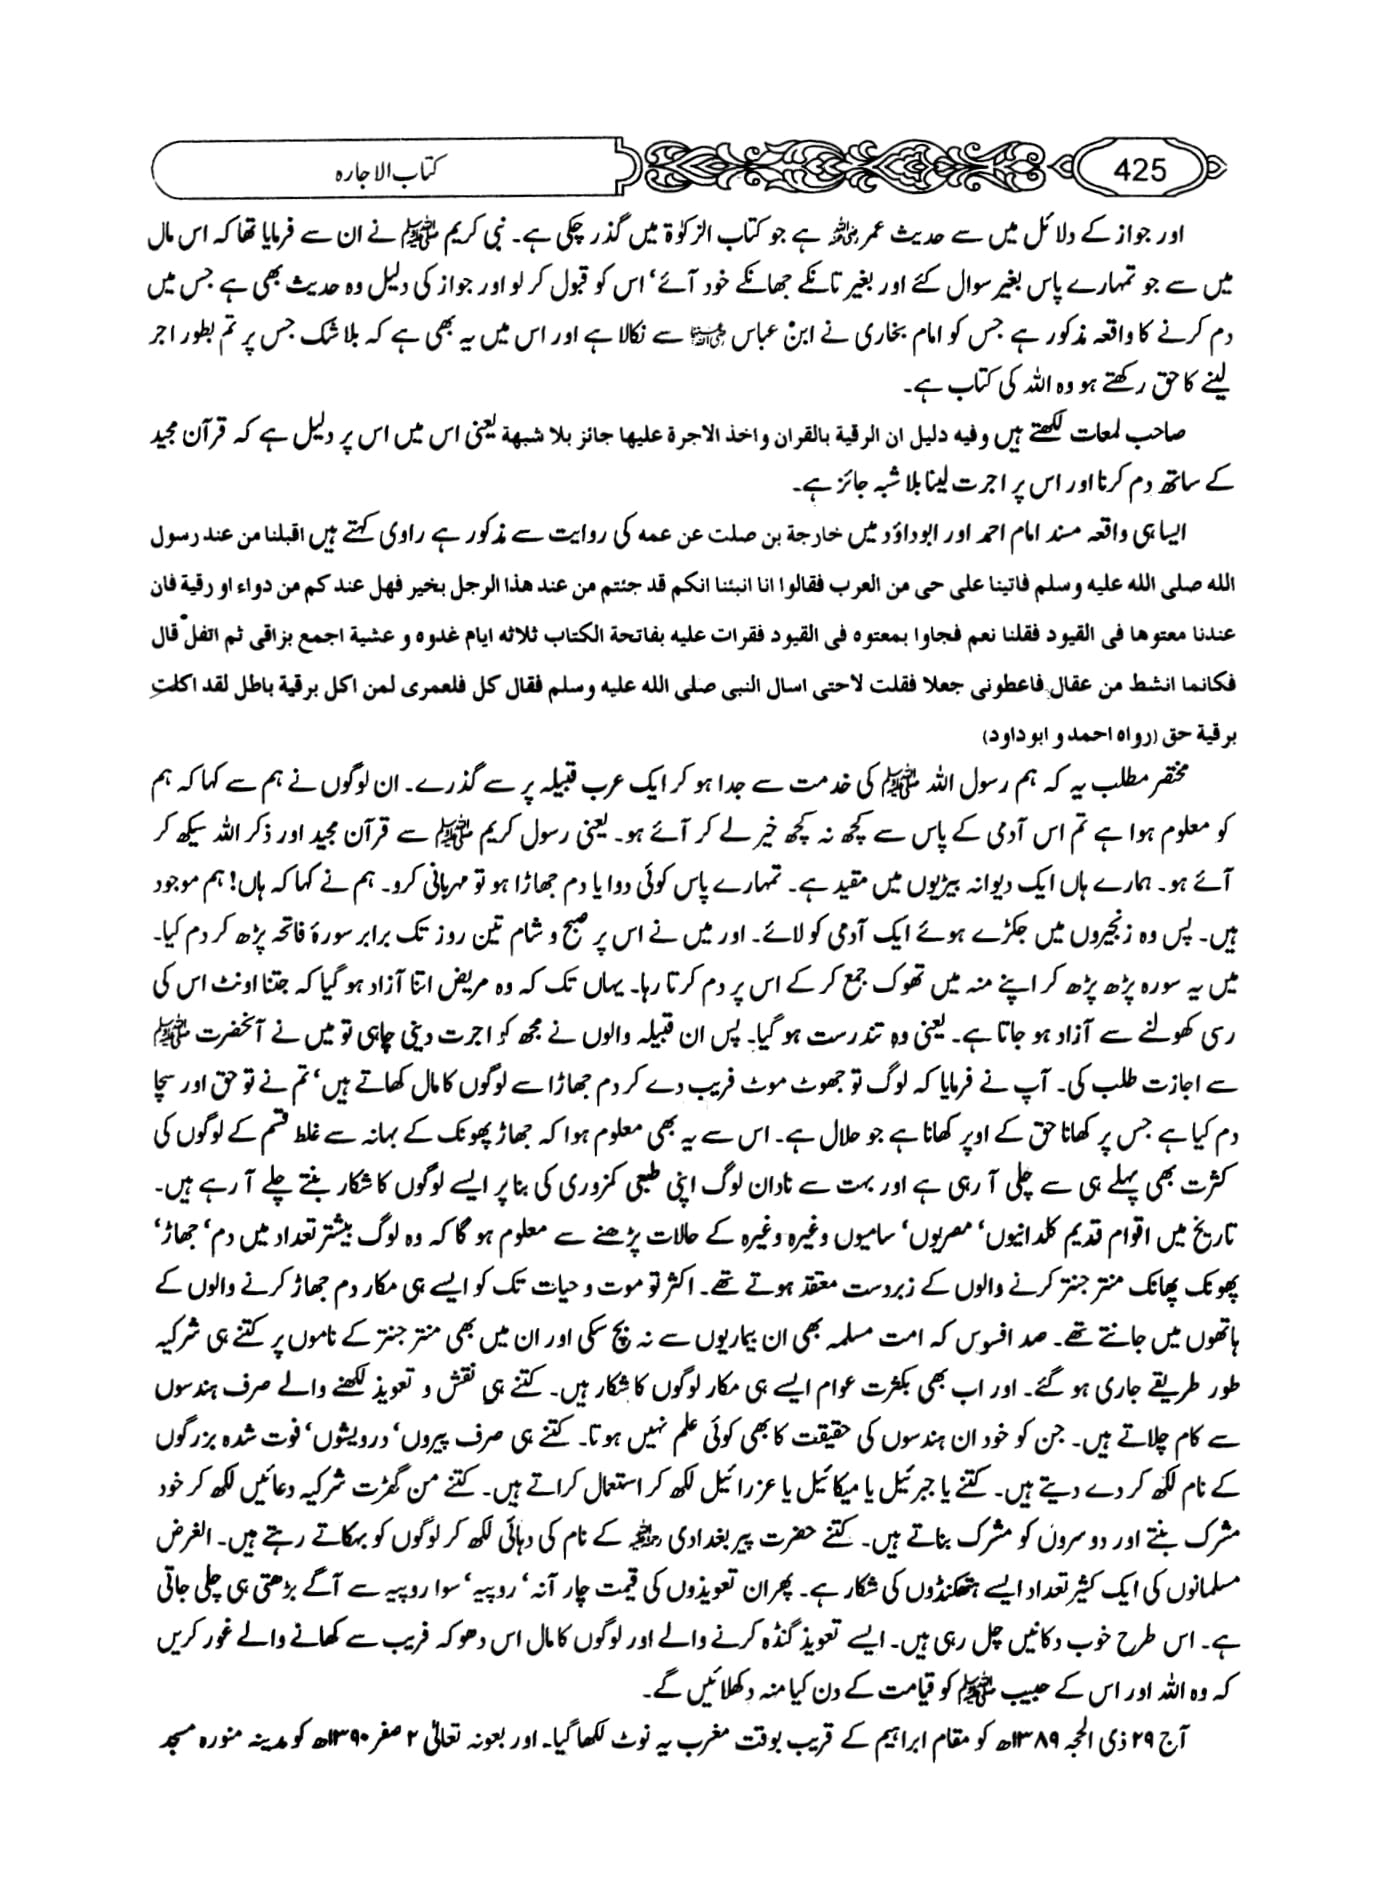 425
کتاب الاجارہ
اور جواز کے دلائل میں سے حدیث عمر رضی اللہ عنہ ہے جو کتاب الزکوٰۃ میں گذر چکی ہے۔ نبی کریم ﷺ نے ان سے فرمایا تھا کہ اس مال
میں سے جو تمہارے پاس بغیر سوال کئے اور بغیر تانکے جھانکے خود آئے‘ اس کو قبول کر لو اور جواز کی دلیل وہ حدیث بھی ہے جس میں
دم کرنے کا واقعہ مذکور ہے جس کو امام بخاری نے ابن عباس رضی اللہ عنہما سے نکالا ہے اور اس میں یہ بھی ہے کہ بلا شک جس پر تم بطور اجر
لینے کا حق رکھتے ہو وہ اللہ کی کتاب ہے۔
صاحب لمعات لکھتے ہیں وفیه دلیل ان الرقیة بالقران واخذ الاجرة علیها جائز بلا شبهة یعنی اس میں اس پر دلیل ہے کہ قرآن مجید
کے ساتھ دم کرنا اور اس پر اجرت لینا بلا شبہ جائز ہے۔
ایسا ہی واقعہ مسند امام احمد اور ابوداؤد میں خارجة بن صلت عن عمه کی روایت سے مذکور ہے راوی کہتے ہیں اقبلنا من عند رسول
الله صلی الله علیه وسلم فاتینا علی حی من العرب فقالوا انا انبئنا انکم قد جئتم من عند هذا الرجل بخیر فهل عند کم من دواء او رقیة فان
عندنا معتوها فی القیود فقلنا نعم فجاوا بمعتوه فی القیود فقرات علیه بفاتحة الکتاب ثلاثه ایام غدوه و عشیة اجمع بزاقی ثم اتفل قال
فکانما انشط من عقال فاعطونی جعلا فقلت لاحتی اسال النبی صلی الله علیه وسلم فقال کل فلعمری لمن اکل برقیة باطل لقد اکلت
برقیة حق (رواه احمد و ابوداود)
مختصر مطلب یہ کہ ہم رسول اللہ ﷺ کی خدمت سے جدا ہو کر ایک عرب قبیلہ پر سے گذرے۔ ان لوگوں نے ہم سے کہا کہ ہم
کو معلوم ہوا ہے تم اس آدمی کے پاس سے کچھ نہ کچھ خیر لے کر آئے ہو۔ یعنی رسول کریم ﷺ سے قرآن مجید اور ذکر اللہ سیکھ کر
آئے ہو۔ ہمارے ہاں ایک دیوانہ بیڑیوں میں مقید ہے۔ تمہارے پاس کوئی دوا یا دم جھاڑا ہو تو مہربانی کرو۔ ہم نے کہا کہ ہاں! ہم موجود
ہیں۔ پس وہ زنجیروں میں جکڑے ہوئے ایک آدمی کو لائے۔ اور میں نے اس پر صبح و شام تین روز تک برابر سورۂ فاتحہ پڑھ کر دم کیا۔
میں یہ سورہ پڑھ پڑھ کر اپنے منہ میں تھوک جمع کر کے اس پر دم کرتا رہا۔ یہاں تک کہ وہ مریض اتنا آزاد ہو گیا کہ جتنا اونٹ اس کی
رسی کھولنے سے آزاد ہو جاتا ہے۔ یعنی وہ تندرست ہو گیا۔ پس ان قبیلہ والوں نے مجھ کو اجرت دینی چاہی تو میں نے آنحضرت ﷺ
سے اجازت طلب کی۔ آپ نے فرمایا کہ لوگ تو جھوٹ موٹ فریب دے کر دم جھاڑا سے لوگوں کا مال کھاتے ہیں‘ تم نے تو حق اور سچا
دم کیا ہے جس پر کھانا حق کے اوپر کھانا ہے جو حلال ہے۔ اس سے یہ بھی معلوم ہوا کہ جھاڑ پھونک کے بہانہ سے غلط قسم کے لوگوں کی
کثرت بھی پہلے ہی سے چلی آ رہی ہے اور بہت سے نادان لوگ اپنی طبعی کمزوری کی بنا پر ایسے لوگوں کا شکار بنتے چلے آ رہے ہیں۔
تاریخ میں اقوام قدیم کلدانیوں‘ مصریوں‘ سامیوں وغیرہ وغیرہ کے حالات پڑھنے سے معلوم ہو گا کہ وہ لوگ بیشتر تعداد میں دم‘ جھاڑ‘
پھونک پھانک منتر جنتر کرنے والوں کے زبردست معتقد ہوتے تھے۔ اکثر تو موت و حیات تک کو ایسے ہی مکار دم جھاڑ کرنے والوں کے
ہاتھوں میں جانتے تھے۔ صد افسوس کہ امت مسلمہ بھی ان بیماریوں سے نہ بچ سکی اور ان میں بھی منتر جنتر کے ناموں پر کتنے ہی شرکیہ
طور طریقے جاری ہو گئے۔ اور اب بھی بکثرت عوام ایسے ہی مکار لوگوں کا شکار ہیں۔ کتنے ہی نقش و تعویذ لکھنے والے صرف ہندسوں
سے کام چلاتے ہیں۔ جن کو خود ان ہندسوں کی حقیقت کا بھی کوئی علم نہیں ہوتا۔ کتنے ہی صرف پیروں‘ درویشوں‘ فوت شدہ بزرگوں
کے نام لکھ کر دے دیتے ہیں۔ کتنے یا جبرئیل یا میکائیل یا عزرائیل لکھ کر استعمال کراتے ہیں۔ کتنے من گھڑت شرکیہ دعائیں لکھ کر خود
مشرک بنتے اور دوسروں کو مشرک بناتے ہیں۔ کتنے حضرت پیر بغدادی رحمۃ اللہ علیہ کے نام کی دہائی لکھ کر لوگوں کو بہکاتے رہتے ہیں۔ الغرض
مسلمانوں کی ایک کثیر تعداد ایسے ہتھکنڈوں کی شکار ہے۔ پھر ان تعویذوں کی قیمت چار آنہ‘ روپیہ‘ سوا روپیہ سے آگے بڑھتی ہی چلی جاتی
ہے۔ اس طرح خوب دکانیں چل رہی ہیں۔ ایسے تعویذ گنڈہ کرنے والے اور لوگوں کا مال اس دھوکہ فریب سے کھانے والے غور کریں
کہ وہ اللہ اور اس کے حبیب ﷺ کو قیامت کے دن کیا منہ دکھلائیں گے۔
آج ۲۹ ذی الحجہ ۱۳۸۹ھ کو مقام ابراہیم کے قریب بوقت مغرب یہ نوٹ لکھا گیا۔ اور بعونہ تعالیٰ ۲ صفر ۱۳۹۰ھ کو مدینہ منورہ مسجد